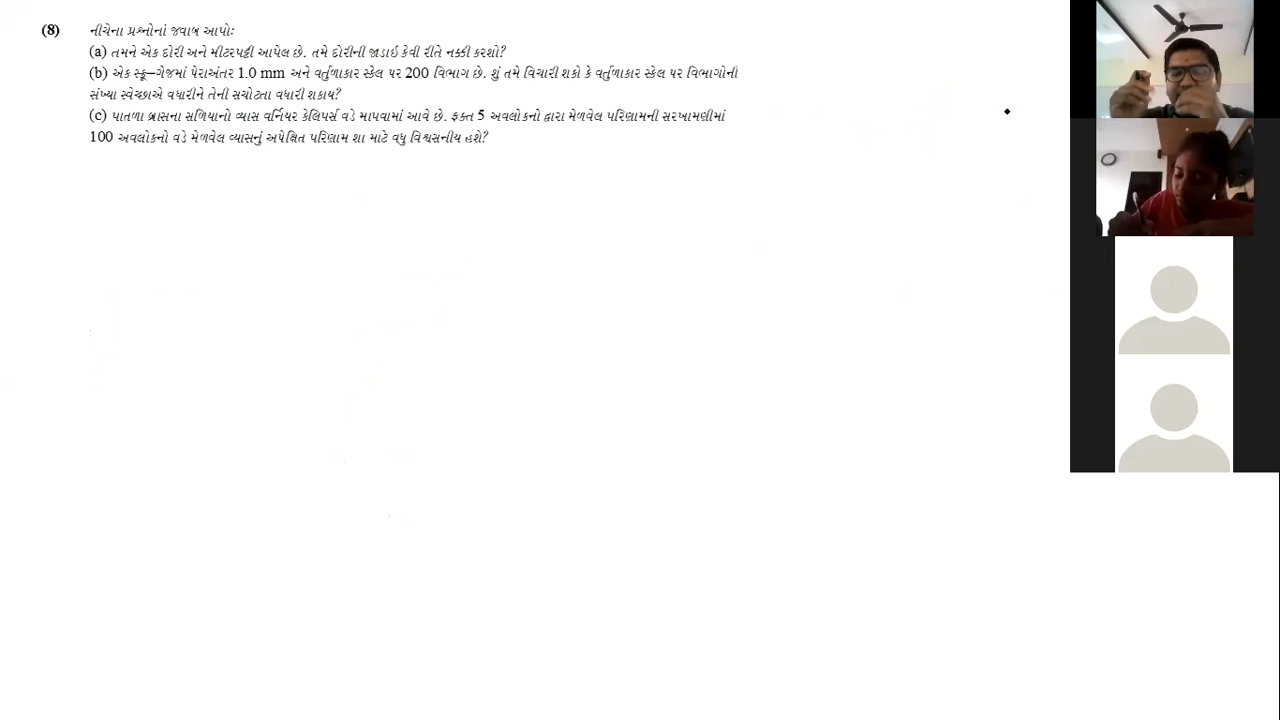 (8) નીચેના પ્રશ્નોનાં જવાબ આપોઃ
(a) તમને એક દોરી અને મીટરપટ્ટી આપેલ છે. તમે દોરીની જાડાઈ કેવી રીતે નક્કી કરશો?
(b) એક સ્ક્રૂ–ગેજમાં પેરાઅંતર 1.0 mm અને વર્તુળાકાર સ્કેલ પર 200 વિભાગ છે. શું તમે વિચારી શકો કે વર્તુળાકાર સ્કેલ પર વિભાગોની
સંખ્યા સ્વેચ્છાએ વધારીને તેની સચોટતા વધારી શકાય?
(c) પાતળા બ્રાસના સળિયાનો વ્યાસ વર્નિયર કેલિપર્સ વડે માપવામાં આવે છે. ફક્ત 5 અવલોકનો દ્વારા મેળવેલ પરિણામની સરખામણીમાં
100 અવલોકનો વડે મેળવેલ વ્યાસનું અપેક્ષિત પરિણામ શા માટે વધુ વિશ્વસનીય હશે?